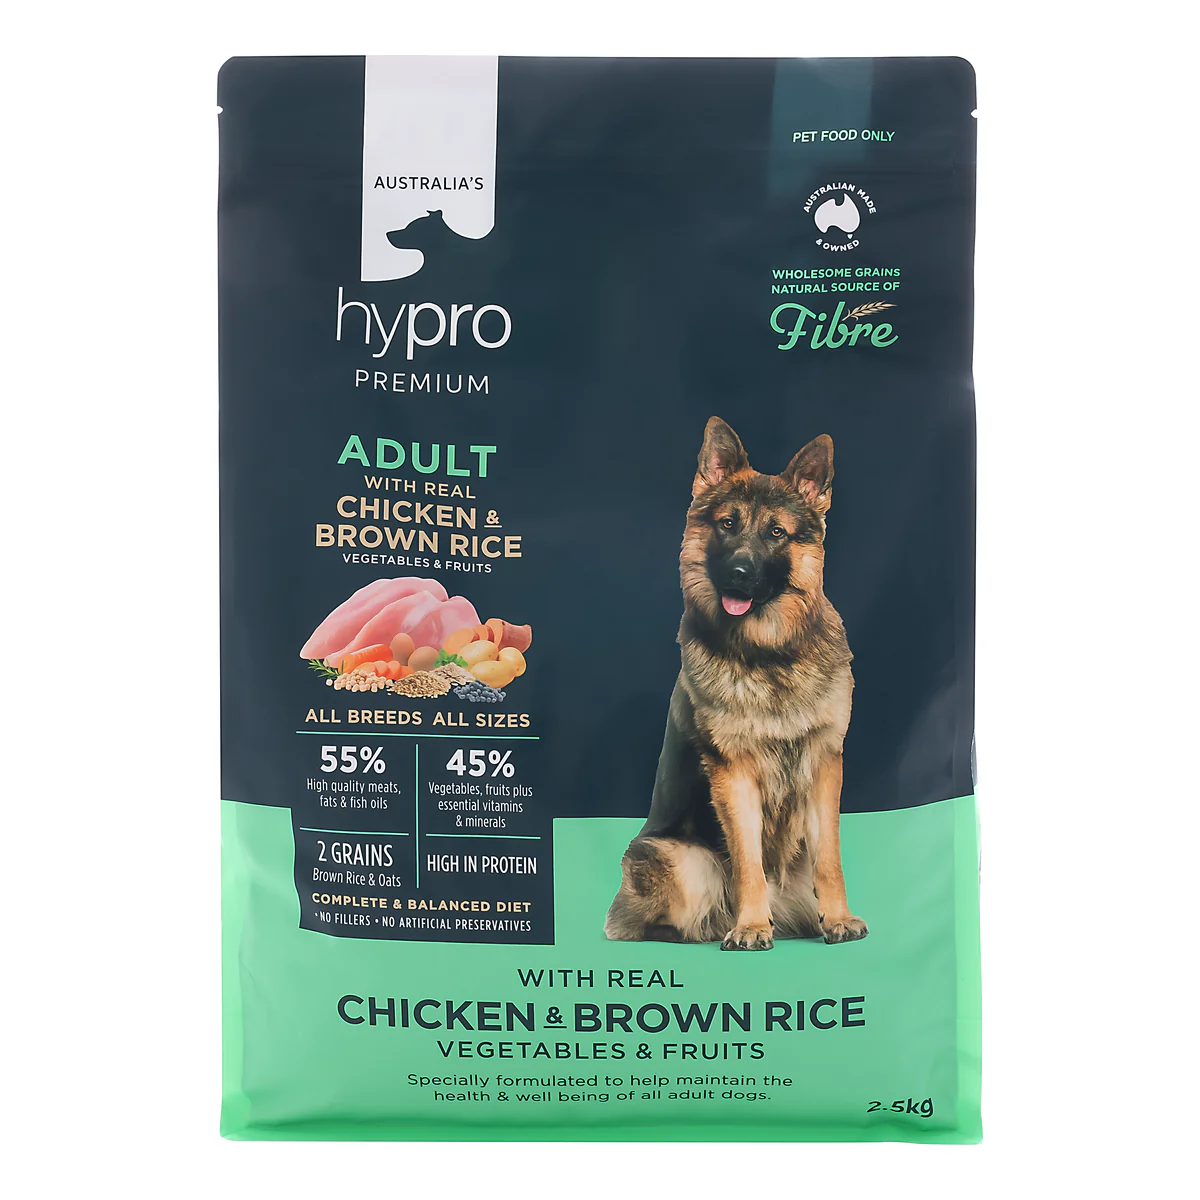 AUSTRALIA'S
hypro
PREMIUM
PET FOOD ONLY
AUSTRALIAN MADE
& OWNED
WHOLESOME GRAINS
NATURAL SOURCE OF
Fibre
ADULT
WITH REAL
CHICKEN &
BROWN RICE
VEGETABLES & FRUITS
ALL BREEDS ALL SIZES
55%
High quality meats,
fats & fish oils
45%
Vegetables, fruits plus
essential vitamins
& minerals
2 GRAINS
Brown Rice & Oats
HIGH IN PROTEIN
COMPLETE & BALANCED DIET
• NO FILLERS • NO ARTIFICIAL PRESERVATIVES
WITH REAL
CHICKEN & BROWN RICE
VEGETABLES & FRUITS
Specially formulated to help maintain the
health & well being of all adult dogs.
2.5kg